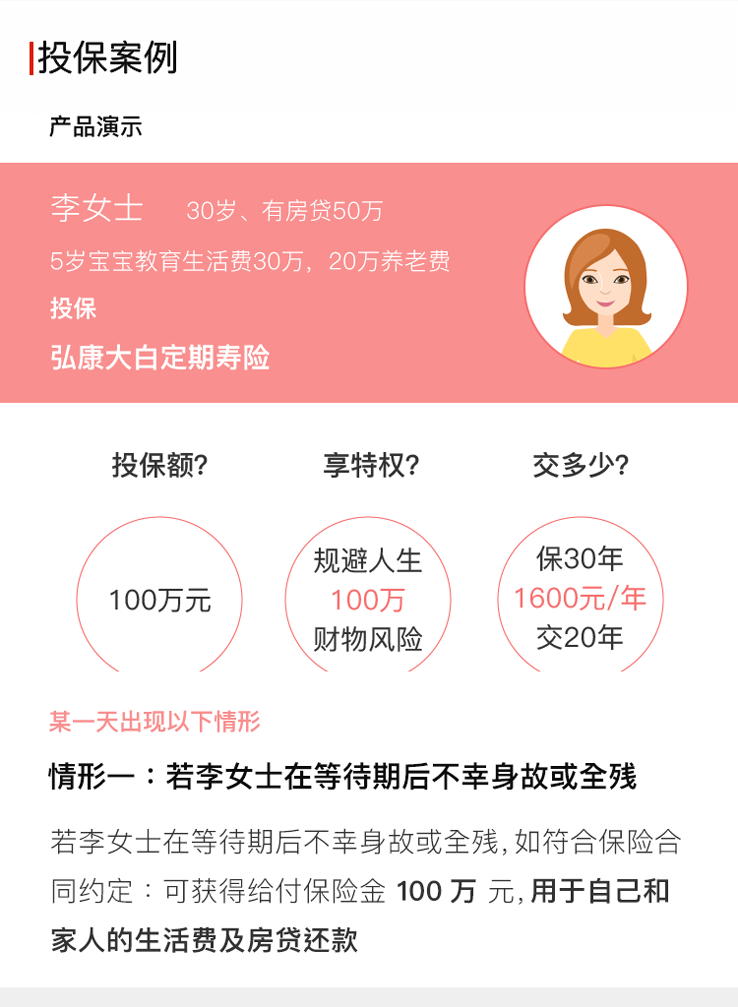 投保案例
产品演示
李女士 30岁、有房贷50万
5岁宝宝教育生活费30万，20万养老费
投保
弘康大白定期寿险
投保额? 享特权? 交多少?
100万元
规避人生
100万
财物风险
保30年
1600元/年
交20年
某一天出现以下情形
情形一：若李女士在等待期后不幸身故或全残
若李女士在等待期后不幸身故或全残,如符合保险合
同约定：可获得给付保险金 100 万 元,用于自己和
家人的生活费及房贷还款